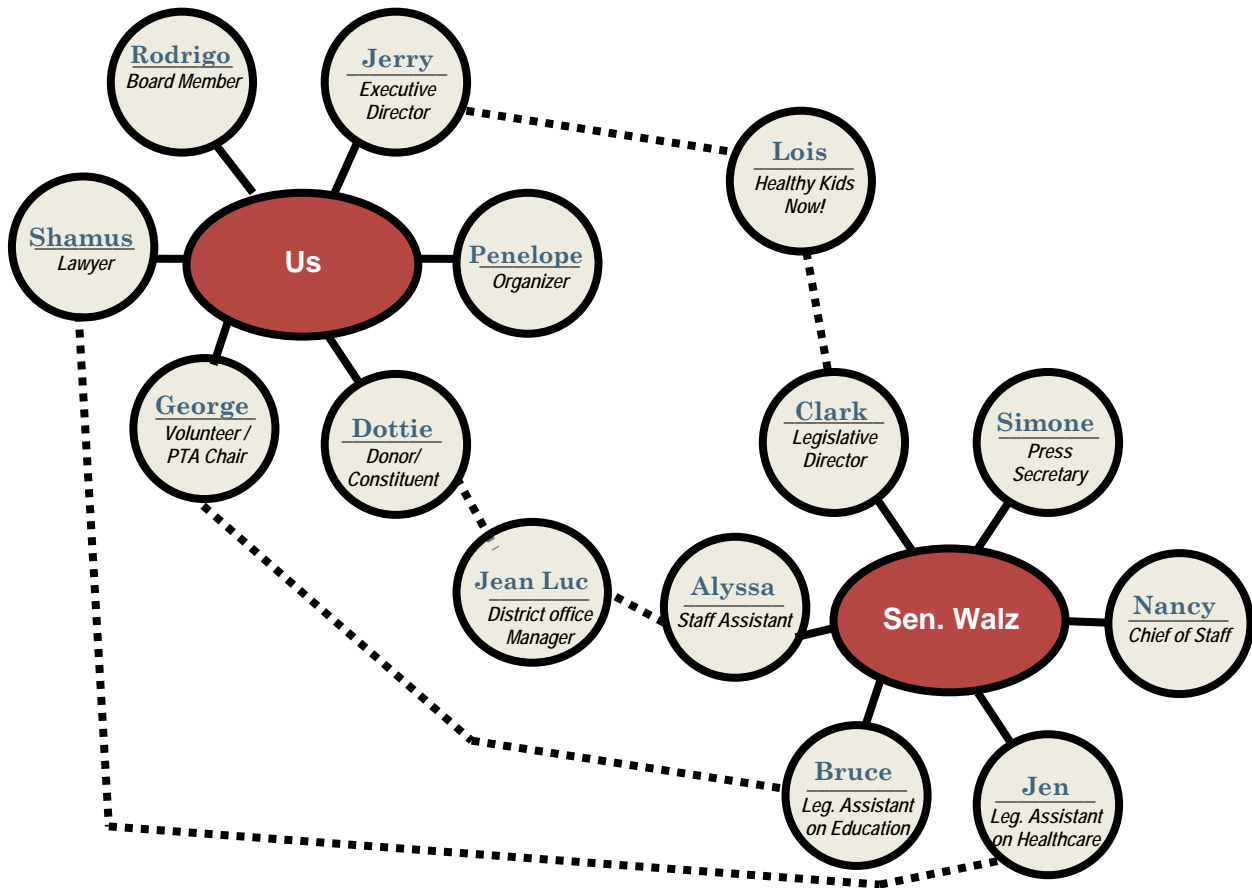 Rodrigo
Board Member
Jerry
Executive
Director
Lois
Healthy Kids
Now!
Shamus
Lawyer
Us
Penelope
Organizer
George
Volunteer /
PTA Chair
Dottie
Donor/
Constituent
Clark
Legislative
Director
Simone
Press
Secretary
Jean Luc
District office
Manager
Alyssa
Staff Assistant
Sen. Walz
Nancy
Chief of Staff
Bruce
Leg. Assistant
on Education
Jen
Leg. Assistant
on Healthcare